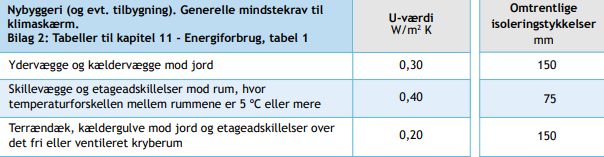 Nybyggeri (og evt. tilbygning). Generelle mindstekrav til
klimaskærm.
Bilag 2: Tabeller til kapitel 11 - Energiforbrug, tabel 1
U-værdi
W/m² K
Omtrentlige
isoleringstykkelser
mm
Ydervægge og kældervægge mod jord
0,30
150
Skillevægge og etageadskillelser mod rum, hvor
temperaturforskellen mellem rummene er 5 °C eller mere
0,40
75
Terrændæk, kældergulve mod jord og etageadskillelser over
det fri eller ventileret kryberum
0,20
150